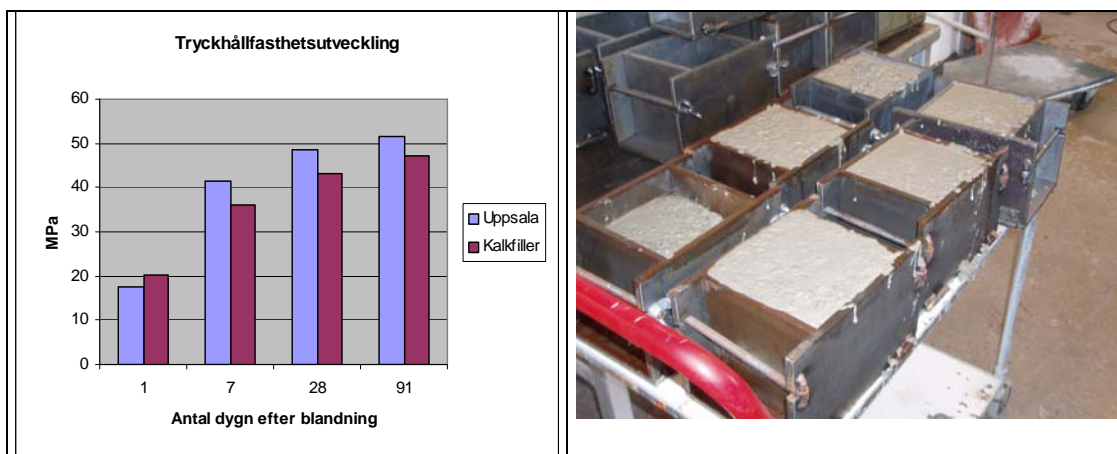 Tryckhållfasthetsutveckling
60
50
40
30
20
10
0
MPa
1 7 28 91
Antal dygn efter blandning
Uppsala
Kalkfiller